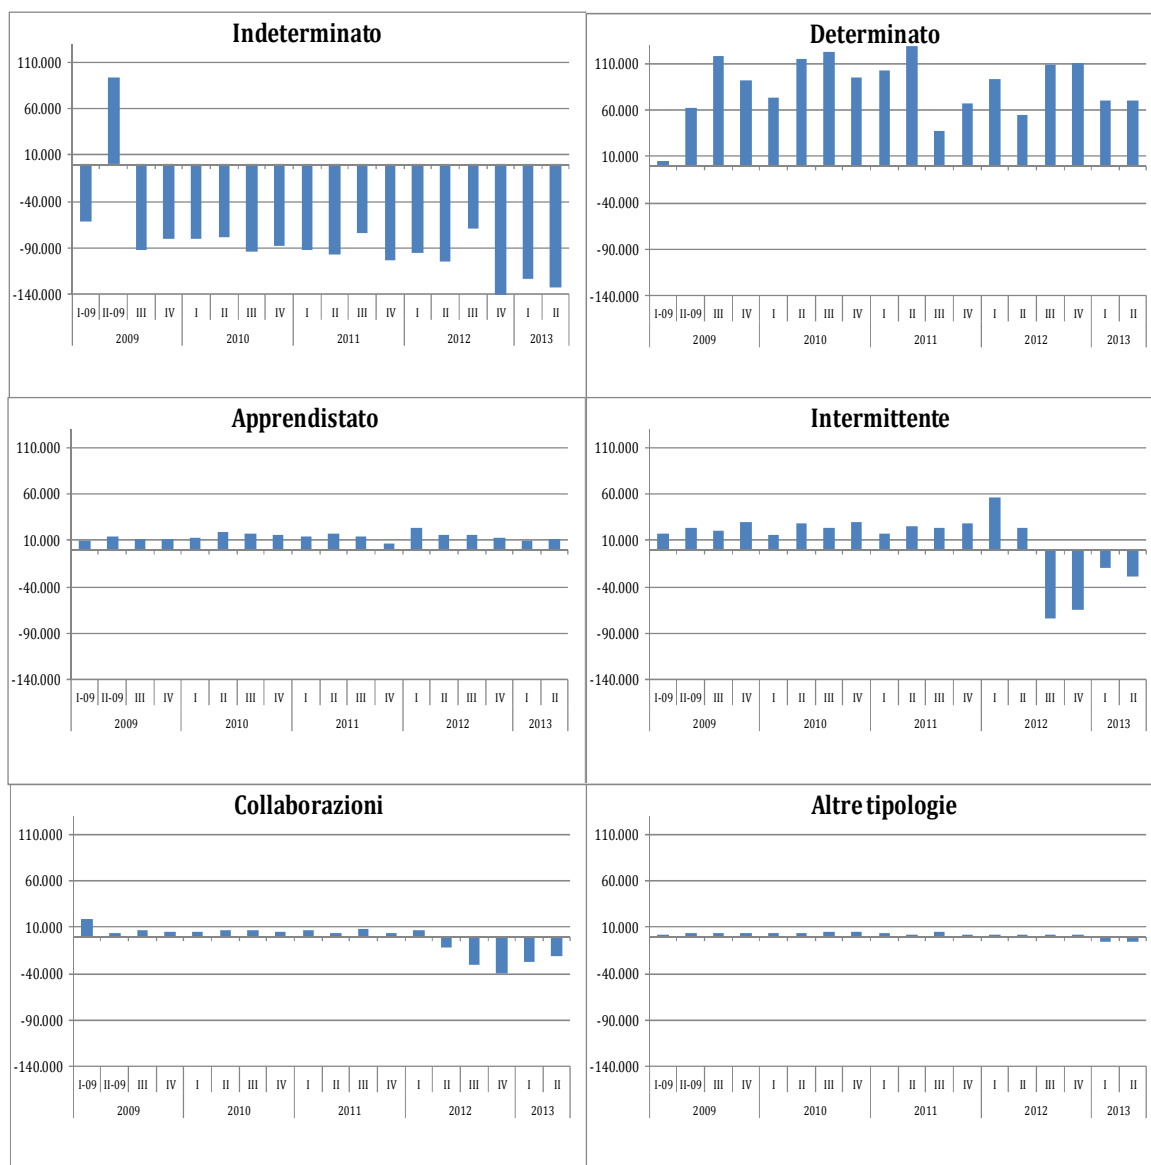 Indeterminato
110.000
60.000
10.000
-40.000
-90.000
-140.000
I-09 II-09 III IV I II III IV I II III IV I II III IV I II
2009 2010 2011 2012 2013
Determinato
110.000
60.000
10.000
-40.000
-90.000
-140.000
I-09 II-09 III IV I II III IV I II III IV I II III IV I II
2009 2010 2011 2012 2013
Apprendistato
110.000
60.000
10.000
-40.000
-90.000
-140.000
I-09 II-09 III IV I II III IV I II III IV I II III IV I II
2009 2010 2011 2012 2013
Intermittente
110.000
60.000
10.000
-40.000
-90.000
-140.000
I-09 II-09 III IV I II III IV I II III IV I II III IV I II
2009 2010 2011 2012 2013
Collaborazioni
110.000
60.000
10.000
-40.000
-90.000
-140.000
I-09 II-09 III IV I II III IV I II III IV I II III IV I II
2009 2010 2011 2012 2013
Altre tipologie
110.000
60.000
10.000
-40.000
-90.000
-140.000
I-09 II-09 III IV I II III IV I II III IV I II III IV I II
2009 2010 2011 2012 2013